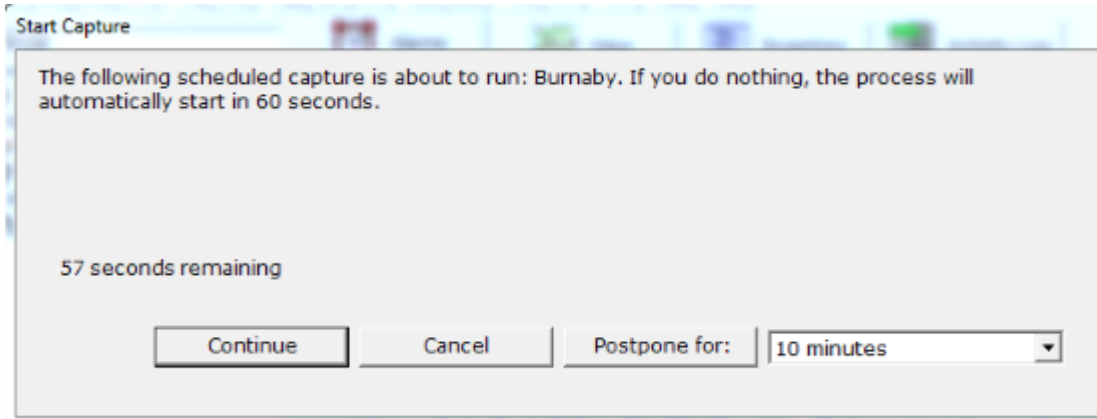 Start Capture
The following scheduled capture is about to run: Burnaby. If you do nothing, the process will
automatically start in 60 seconds.
57 seconds remaining
Continue
Cancel
Postpone for:
10 minutes